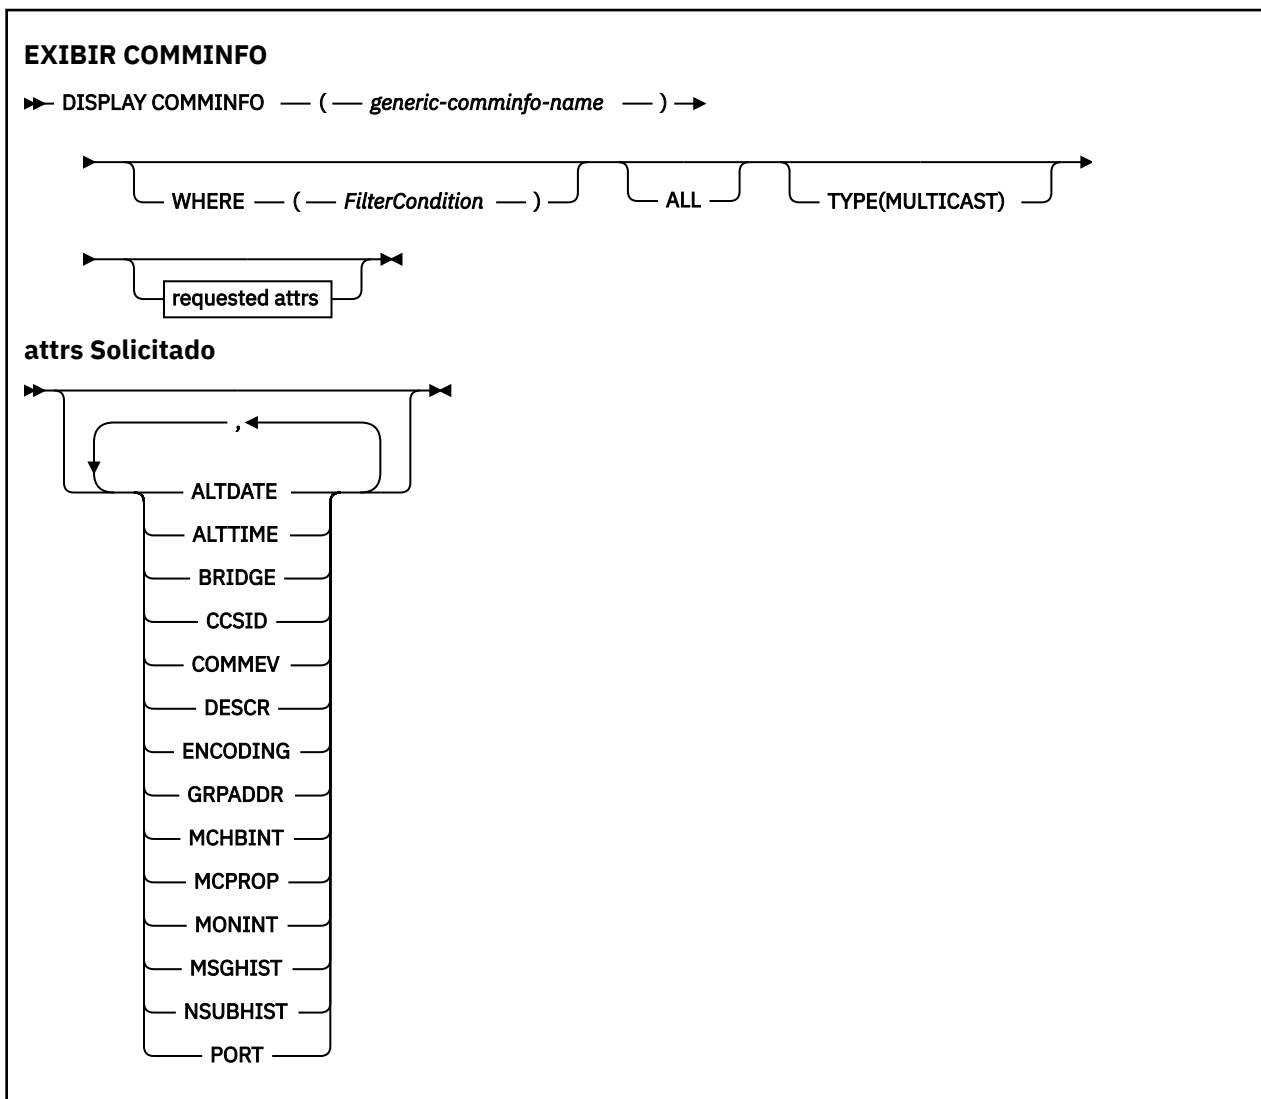 EXIBIR COMMINFO
DISPLAY COMMINFO ( generic-comminfo-name )
WHERE ( FilterCondition ) ALL TYPE(MULTICAST)
requested attrs
attrs Solicitado
,
ALTDATE
ALTTIME
BRIDGE
CCSID
COMMEV
DESCR
ENCODING
GRPADDR
MCHBINT
MCPROP
MONINT
MSGHIST
NSUBHIST
PORT